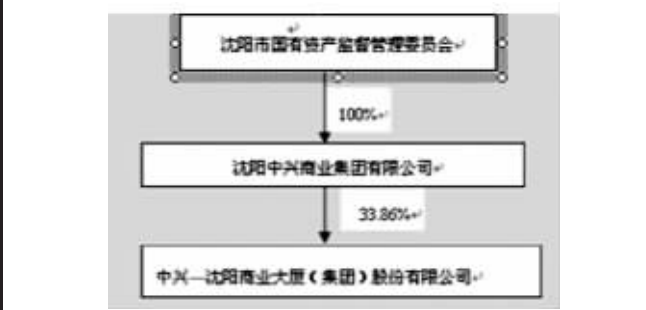 沈阳市国有资产监督管理委员会
100%
沈阳中兴商业集团有限公司
33.86%
中兴—沈阳商业大厦（集团）股份有限公司